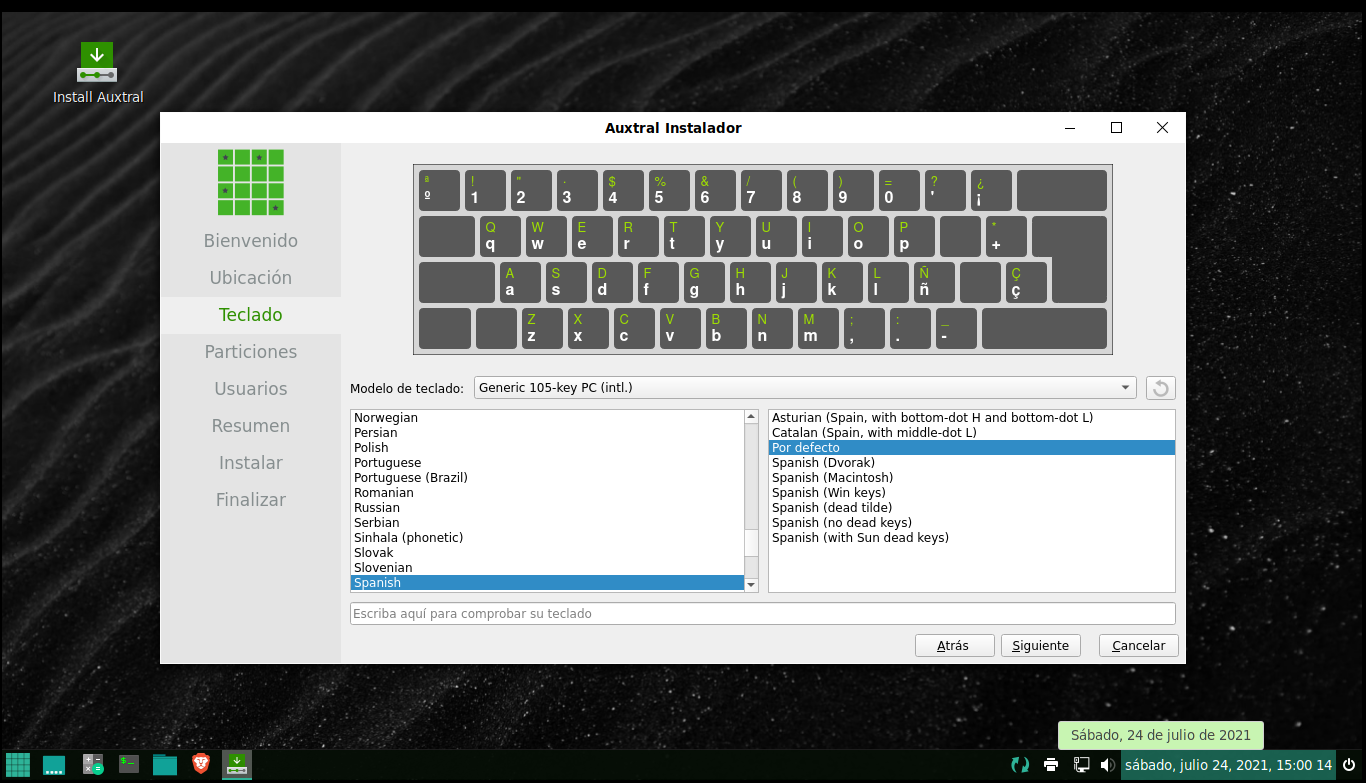 Install Auxtral
Auxtral Instalador
Bienvenido
Ubicación
Teclado
Particiones
Usuarios
Resumen
Instalar
Finalizar
ª ! " · $ % & / ( ) = ? ¿
º 1 2 3 4 5 6 7 8 9 0 ' ¡
Q W E R T Y U I O P *
q w e r t y u i o p +
A S D F G H J K L Ñ Ç
a s d f g h j k l ñ ç
Z X C V B N M ; : _
z x c v b n m , . -
Modelo de teclado: Generic 105-key PC (intl.)
Norwegian
Persian
Polish
Portuguese
Portuguese (Brazil)
Romanian
Russian
Serbian
Sinhala (phonetic)
Slovak
Slovenian
Spanish
Asturian (Spain, with bottom-dot H and bottom-dot L)
Catalan (Spain, with middle-dot L)
Por defecto
Spanish (Dvorak)
Spanish (Macintosh)
Spanish (Win keys)
Spanish (dead tilde)
Spanish (no dead keys)
Spanish (with Sun dead keys)
Escriba aquí para comprobar su teclado
Atrás Siguiente Cancelar
Sábado, 24 de julio de 2021
sábado, julio 24, 2021, 15:00 14